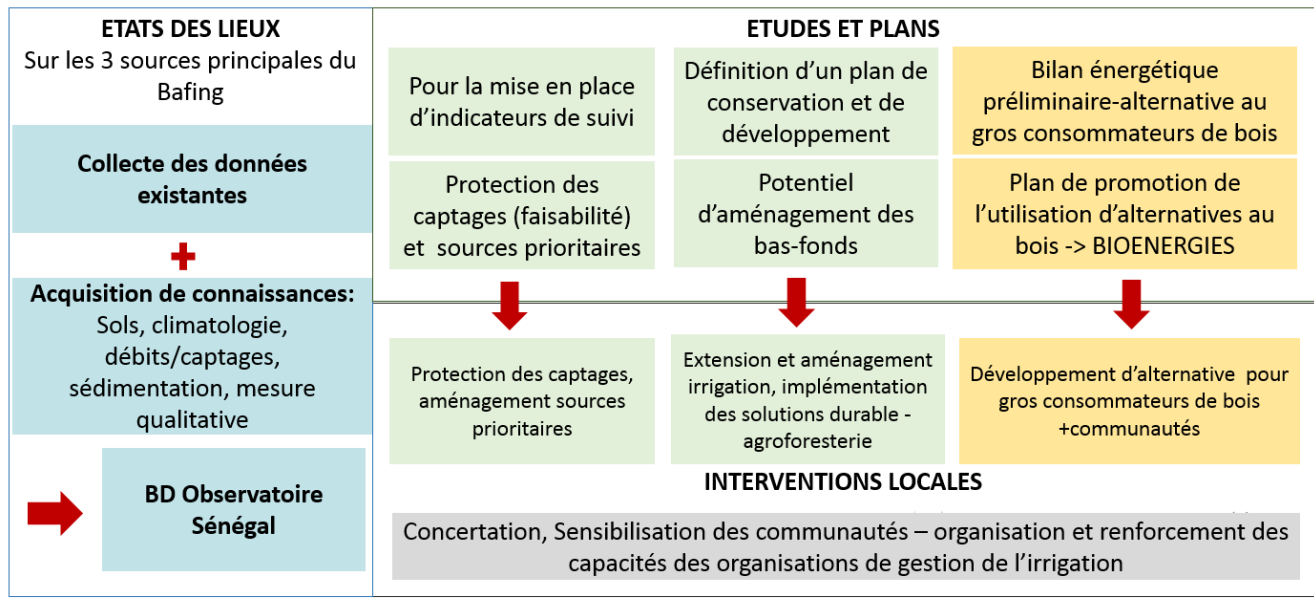 ETATS DES LIEUX
Sur les 3 sources principales du
Bafing
Collecte des données
existantes
+
Acquisition de connaissances:
Sols, climatologie,
débits/captages,
sédimentation, mesure
qualitative
BD Observatoire
Sénégal
ETUDES ET PLANS
Pour la mise en place
d’indicateurs de suivi
Définition d’un plan de
conservation et de
développement
Bilan énergétique
préliminaire-alternative au
gros consommateurs de bois
Protection des
captages (faisabilité)
et sources prioritaires
Potentiel
d’aménagement des
bas-fonds
Plan de promotion de
l’utilisation d’alternatives au
bois -> BIOENERGIES
Protection des captages,
aménagement sources
prioritaires
Extension et aménagement
irrigation, implémentation
des solutions durable -
agroforesterie
Développement d’alternative pour
gros consommateurs de bois
+communautés
INTERVENTIONS LOCALES
Concertation, Sensibilisation des communautés – organisation et renforcement des
capacités des organisations de gestion de l’irrigation